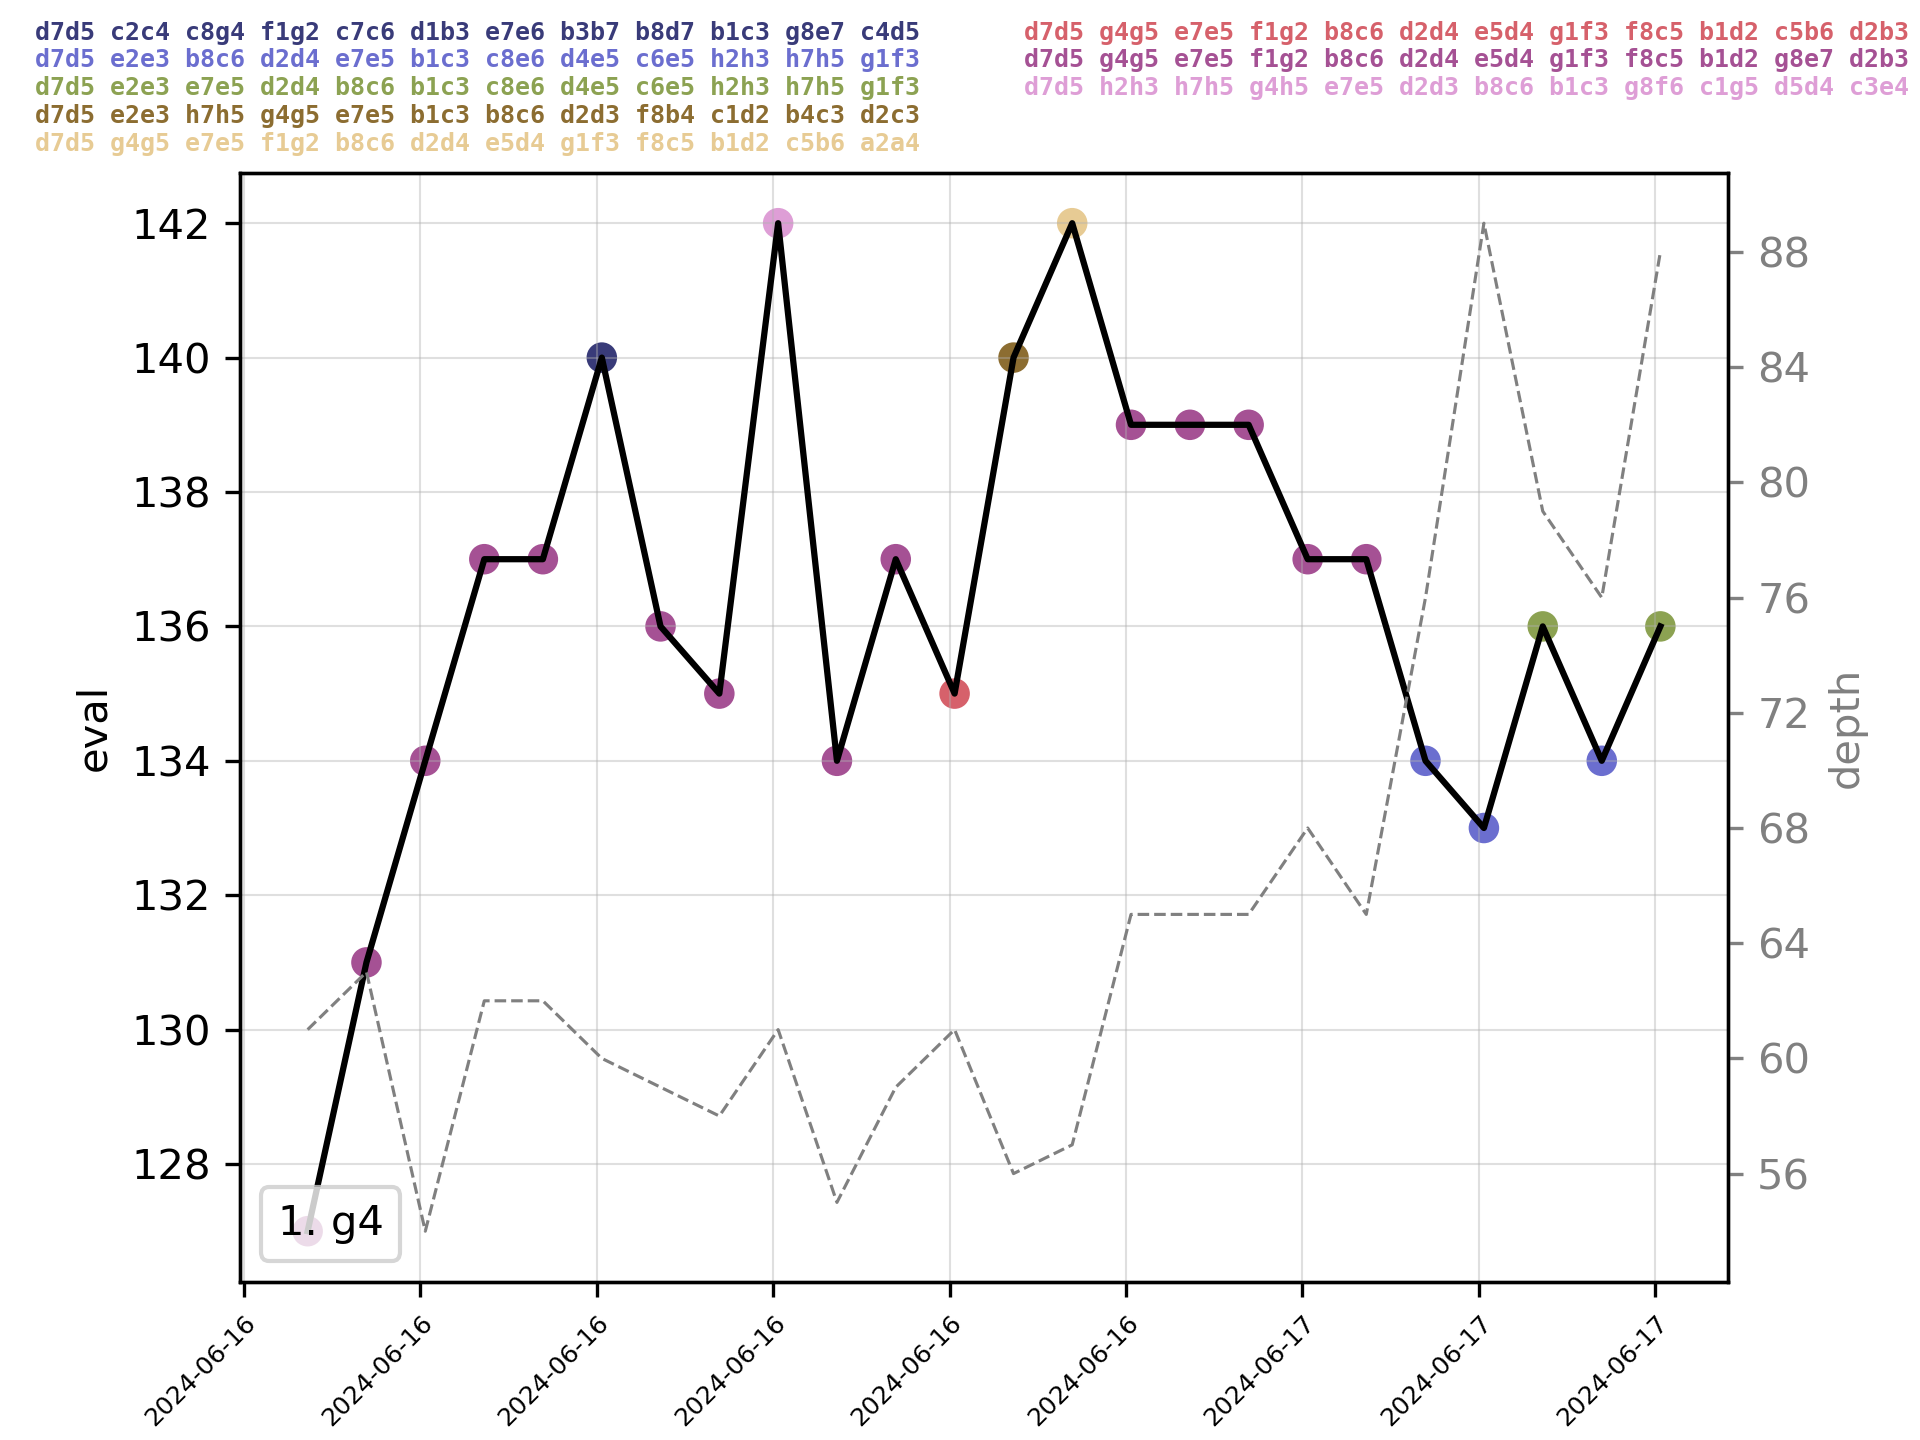 d7d5 c2c4 c8g4 f1g2 c7c6 d1b3 e7e6 b3b7 b8d7 b1c3 g8e7 c4d5
d7d5 e2e3 b8c6 d2d4 e7e5 b1c3 c8e6 d4e5 c6e5 h2h3 h7h5 g1f3
d7d5 e2e3 e7e5 d2d4 b8c6 b1c3 c8e6 d4e5 c6e5 h2h3 h7h5 g1f3
d7d5 e2e3 h7h5 g4g5 e7e5 b1c3 b8c6 d2d3 f8b4 c1d2 b4c3 d2c3
d7d5 g4g5 e7e5 f1g2 b8c6 d2d4 e5d4 g1f3 f8c5 b1d2 c5b6 a2a4
d7d5 g4g5 e7e5 f1g2 b8c6 d2d4 e5d4 g1f3 f8c5 b1d2 c5b6 d2b3
d7d5 g4g5 e7e5 f1g2 b8c6 d2d4 e5d4 g1f3 f8c5 b1d2 g8e7 d2b3
d7d5 h2h3 h7h5 g4h5 e7e5 d2d3 b8c6 b1c3 g8f6 c1g5 d5d4 c3e4
142
140
138
136
134
132
130
128
eval
88
84
80
76
72
68
64
60
56
depth
1. g4
2024-06-16
2024-06-16
2024-06-16
2024-06-16
2024-06-16
2024-06-16
2024-06-17
2024-06-17
2024-06-17